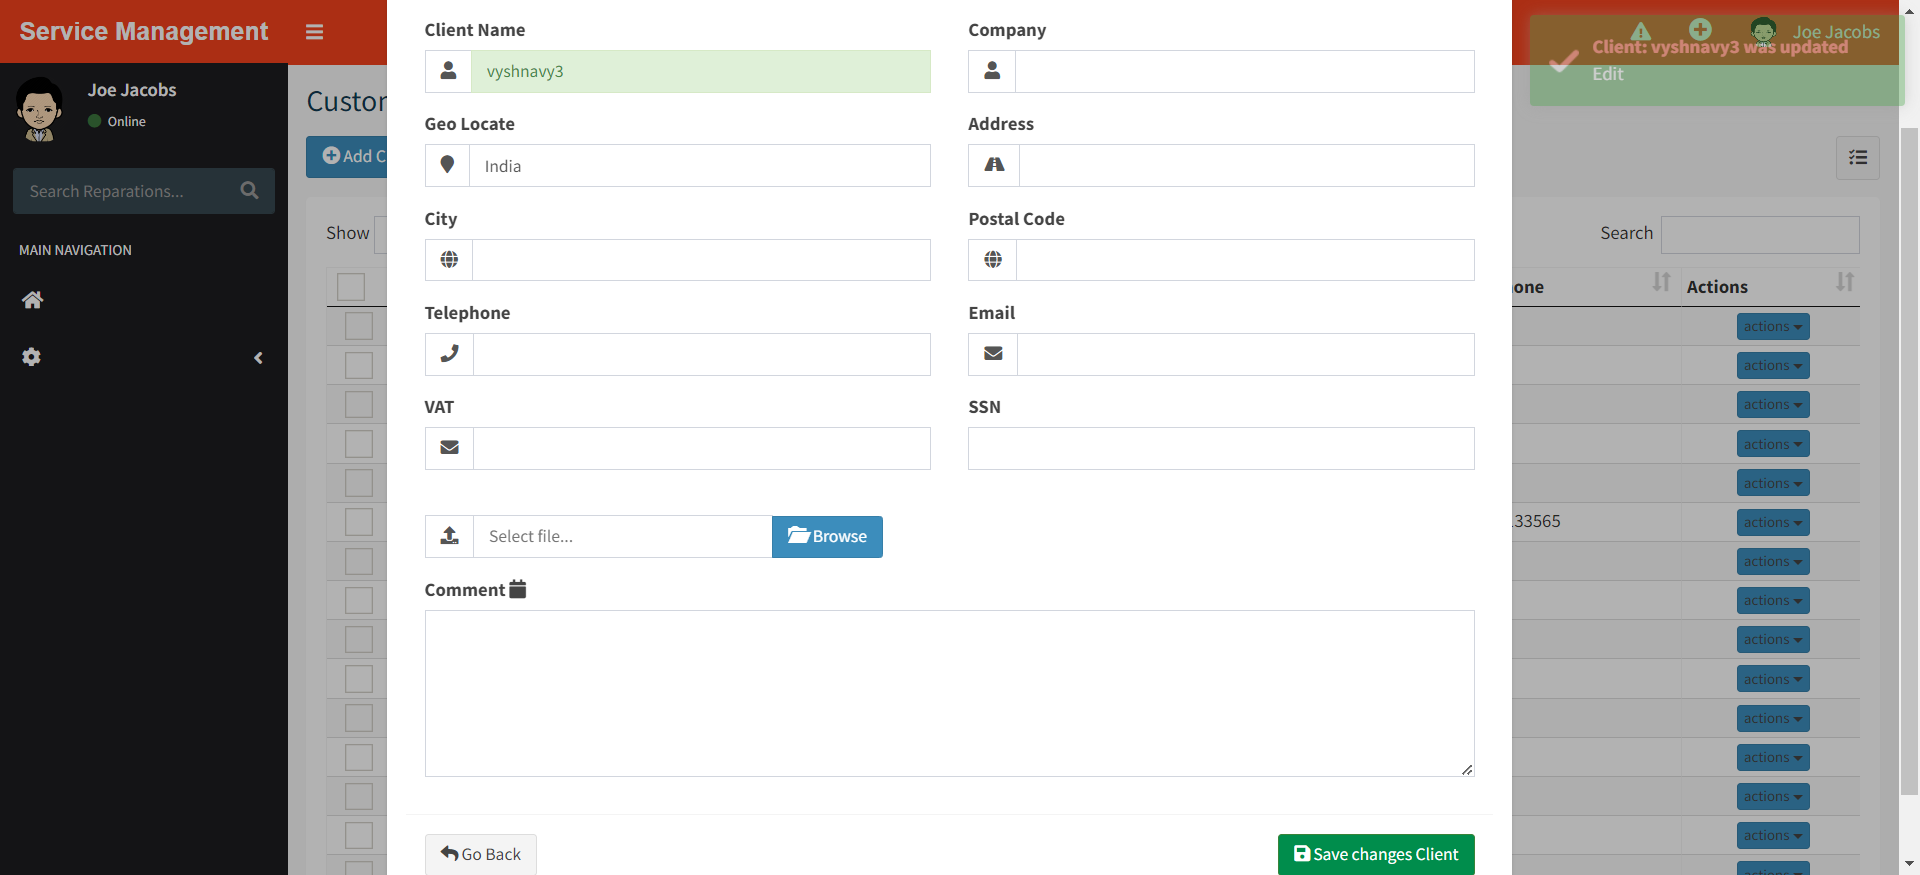 Service Management
Joe Jacobs
Client: vyshnavy3 was updated
Edit
Joe Jacobs
Online
Search Reparations...
MAIN NAVIGATION
Custo
Add C
Show
Search
one
Actions
actions
actions
actions
actions
actions
33565
actions
actions
actions
actions
actions
actions
actions
actions
actions
Client Name
vyshnavy3
Company
Geo Locate
India
Address
City
Postal Code
Telephone
Email
VAT
SSN
Select file...
Browse
Comment
Go Back
Save changes Client